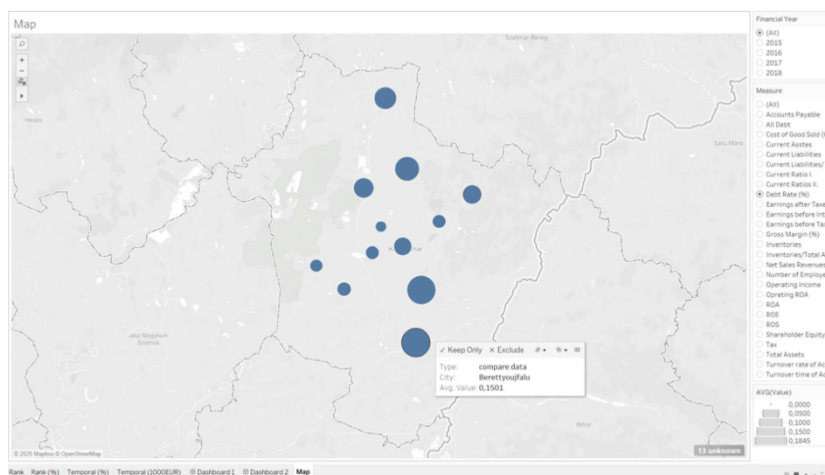 Map
Financial Year
(All)
2015
2016
2017
2018
Measure
(All)
Accounts Payable
All Debt
Cost of Good Sold (
Current Asstes
Current Liabilities
Current Liabilities/
Current Ratio I.
Current Ratios II.
Debt Rate (%)
Earnings after Taxe
Earnings before Int
Earnings before Ta
Gross Margin (%)
Inventories
Inventories/Total A
Net Sales Revenues
Number of Employe
Operating Income
Opreting ROA
ROA
ROE
ROS
Shareholder Equity
Tax
Total Assets
Turnover rate of Ac
Turnover time of Ac
AVG(Value)
0,0000
0,0500
0,1000
0,1500
0,1845
Heves
Satu Mare
Jasz-Nagykun
Szolnok
Bihor
✓ Keep Only × Exclude
Type: compare data
City: Berettyoujfalu
Avg. Value: 0,1501
© 2020 Mapbox © OpenStreetMap
13 unknown
Rank Rank (%) Temporal (%) Temporal (1000EUR) Dashboard 1 Dashboard 2 Map